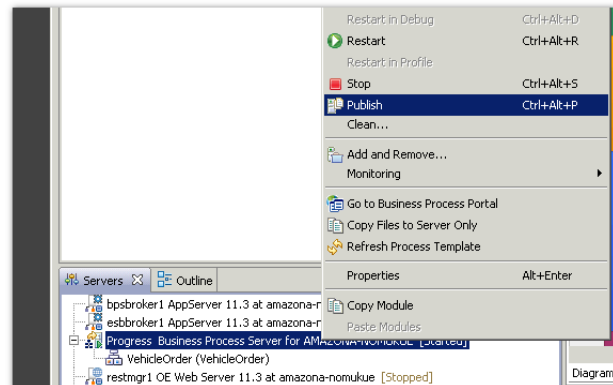 Restart in Debug Ctrl+Alt+D
Restart Ctrl+Alt+R
Restart in Profile
Stop Ctrl+Alt+S
Publish Ctrl+Alt+P
Clean...
Add and Remove...
Monitoring
Go to Business Process Portal
Copy Files to Server Only
Refresh Process Template
Properties Alt+Enter
Copy Module
Paste Modules
Servers Outline
bpsbroker1 AppServer 11.3 at amazona-n
esbbroker1 AppServer 11.3 at amazona-n
Progress Business Process Server for AMAZONA-NOMUKUE [Started]
VehicleOrder (VehicleOrder)
restmgr1 OE Web Server 11.3 at amazona-nomukue [Stopped]
Diagram